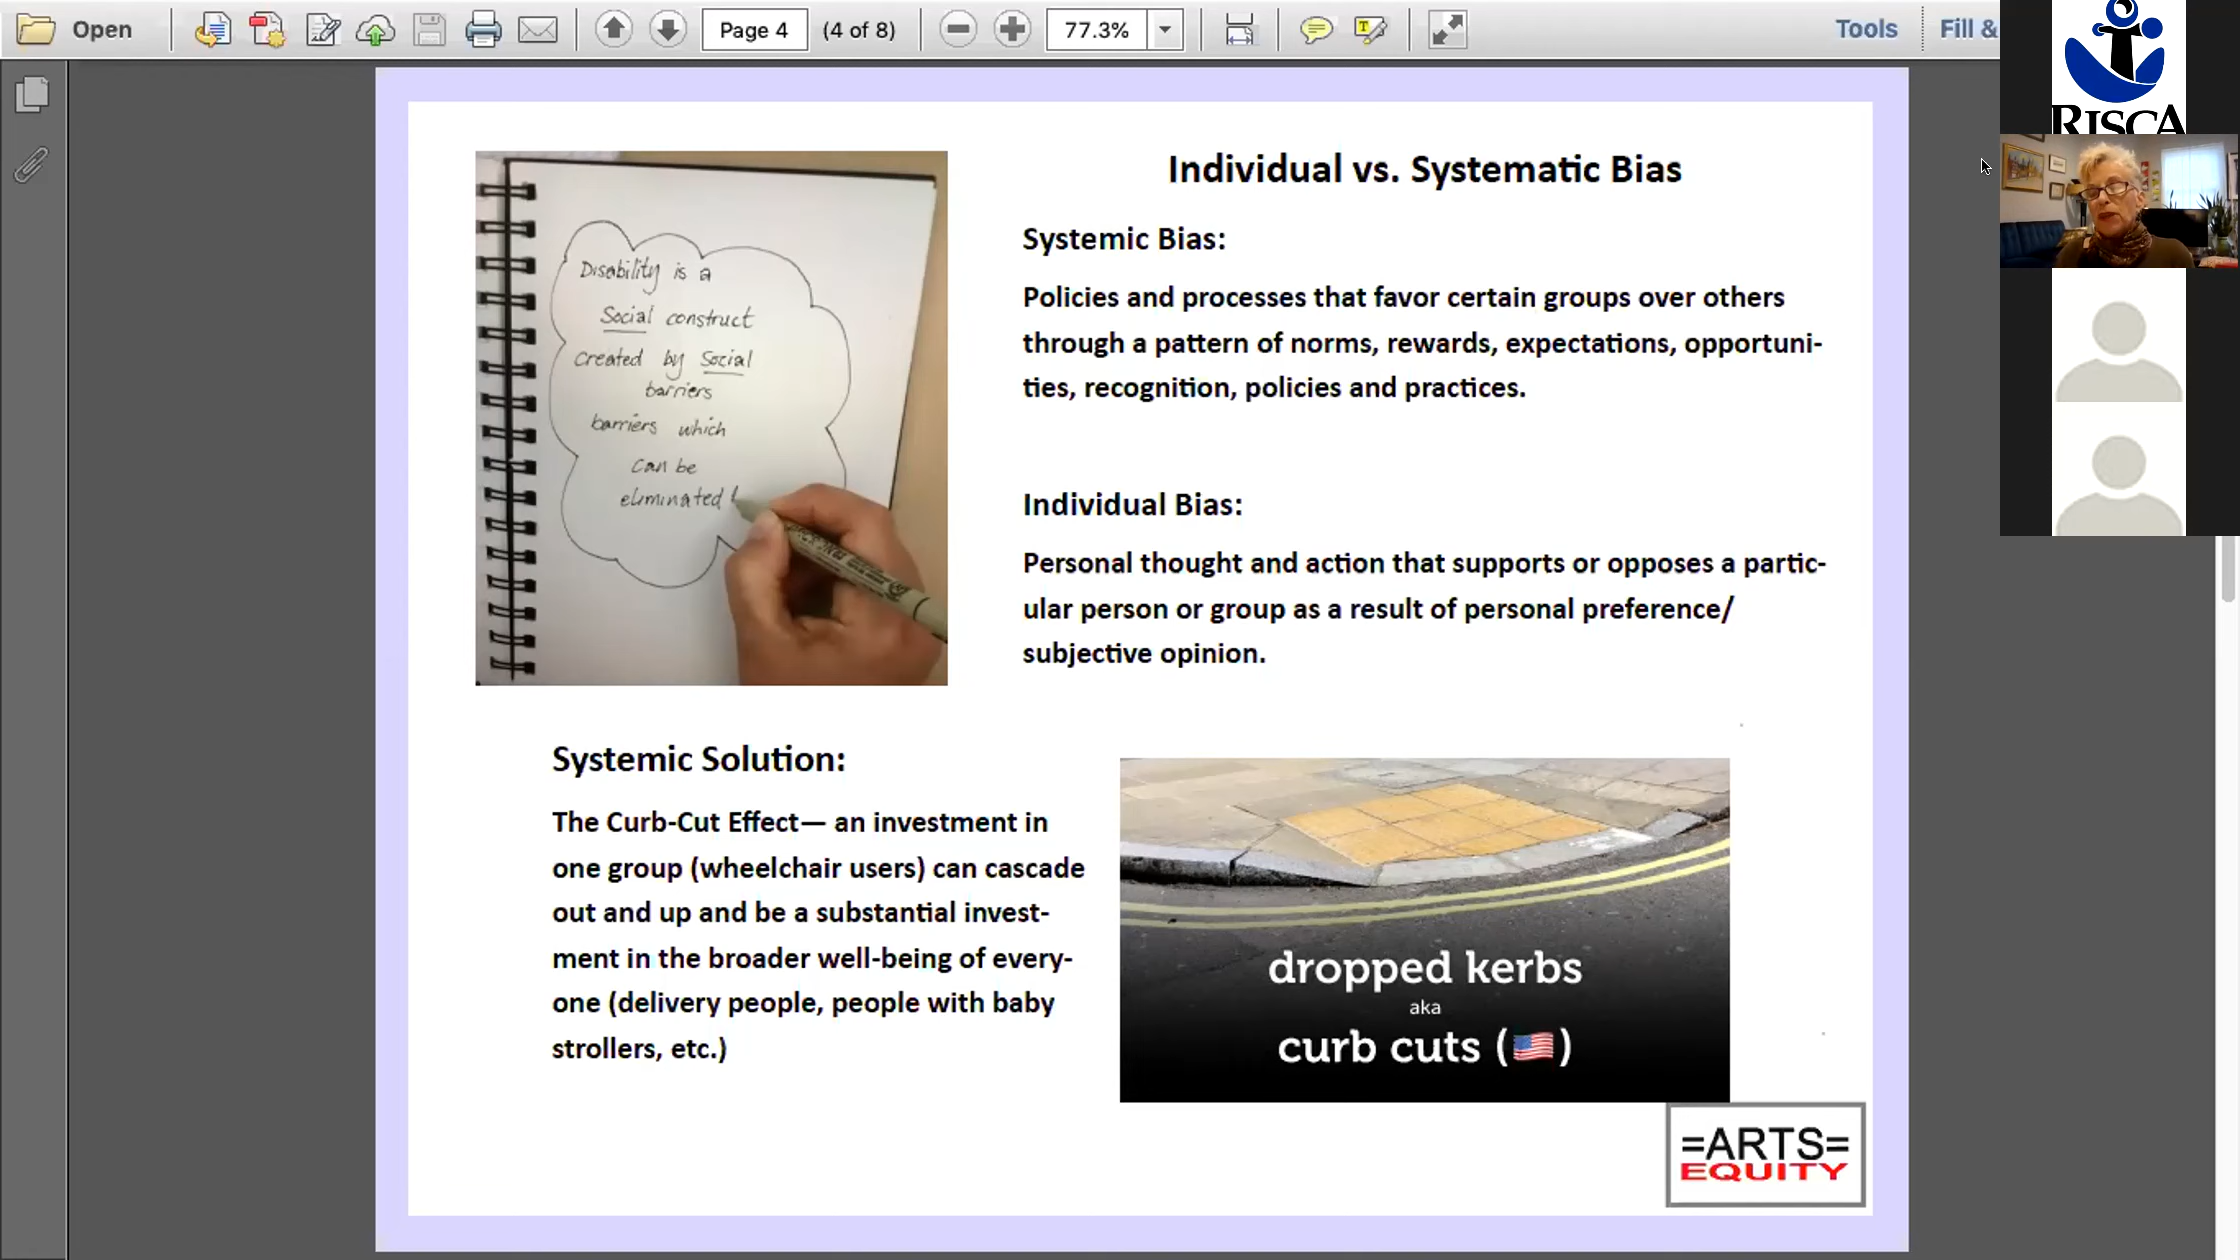 Open
Page 4
(4 of 8)
77.3%
Tools
Fill &
RISCA
Individual vs. Systematic Bias
Disability is a
Social construct
created by Social
barriers
barriers which
can be
eliminated
Systemic Bias:
Policies and processes that favor certain groups over others
through a pattern of norms, rewards, expectations, opportuni-
ties, recognition, policies and practices.
Individual Bias:
Personal thought and action that supports or opposes a partic-
ular person or group as a result of personal preference/
subjective opinion.
Systemic Solution:
The Curb-Cut Effect— an investment in
one group (wheelchair users) can cascade
out and up and be a substantial invest-
ment in the broader well-being of every-
one (delivery people, people with baby
strollers, etc.)
dropped kerbs
aka
curb cuts (🇺🇸)
=ARTS=
EQUITY